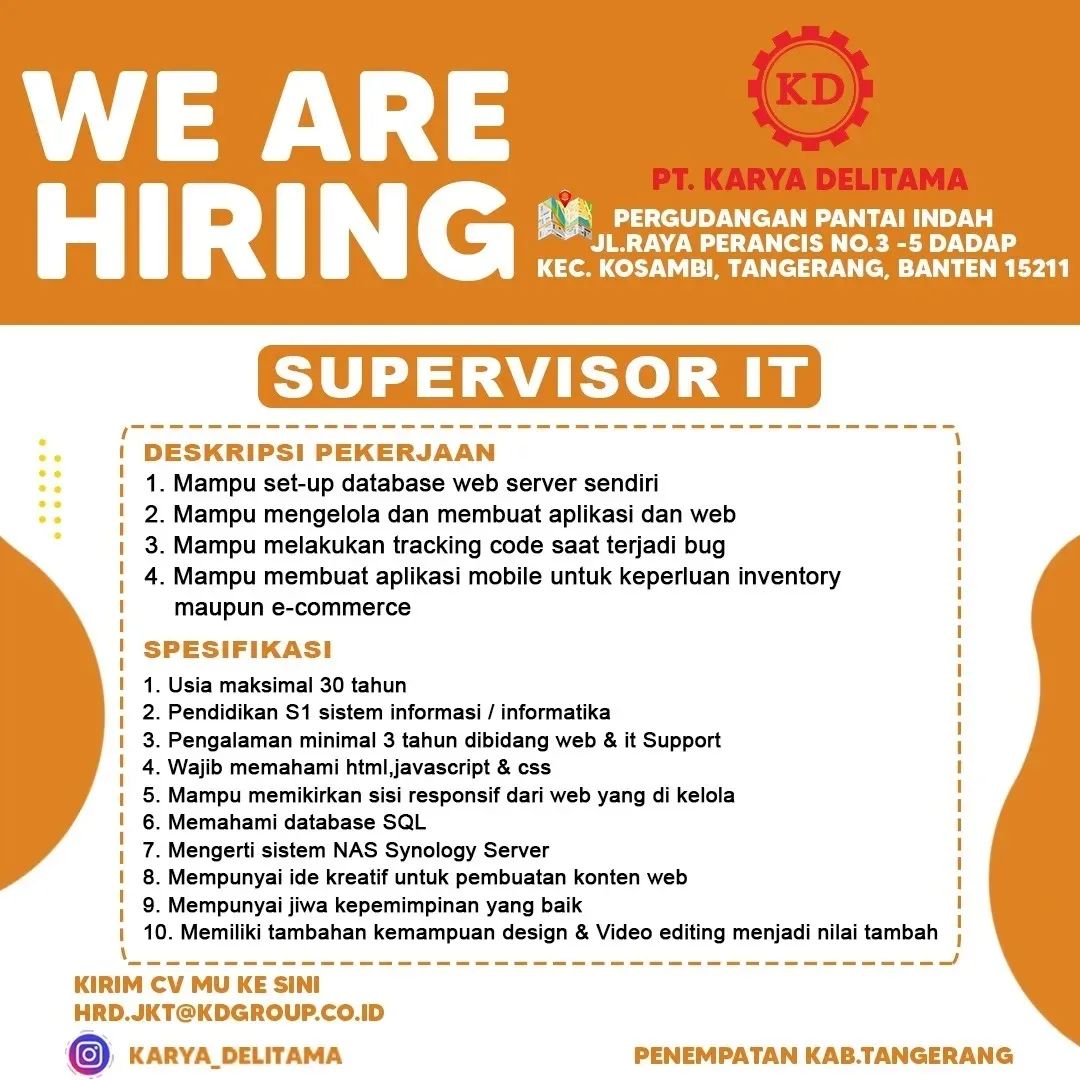 WE ARE
HIRING
KD
PT. KARYA DELITAMA
PERGUDANGAN PANTAI INDAH
JL.RAYA PERANCIS NO.3 -5 DADAP
KEC. KOSAMBI, TANGERANG, BANTEN 15211
SUPERVISOR IT
DESKRIPSI PEKERJAAN
1. Mampu set-up database web server sendiri
2. Mampu mengelola dan membuat aplikasi dan web
3. Mampu melakukan tracking code saat terjadi bug
4. Mampu membuat aplikasi mobile untuk keperluan inventory
maupun e-commerce
SPESIFIKASI
1. Usia maksimal 30 tahun
2. Pendidikan S1 sistem informasi / informatika
3. Pengalaman minimal 3 tahun dibidang web & it Support
4. Wajib memahami html,javascript & css
5. Mampu memikirkan sisi responsif dari web yang di kelola
6. Memahami database SQL
7. Mengerti sistem NAS Synology Server
8. Mempunyai ide kreatif untuk pembuatan konten web
9. Mempunyai jiwa kepemimpinan yang baik
10. Memiliki tambahan kemampuan design & Video editing menjadi nilai tambah
KIRIM CV MU KE SINI
HRD.JKT@KDGROUP.CO.ID
KARYA_DELITAMA
PENEMPATAN KAB.TANGERANG